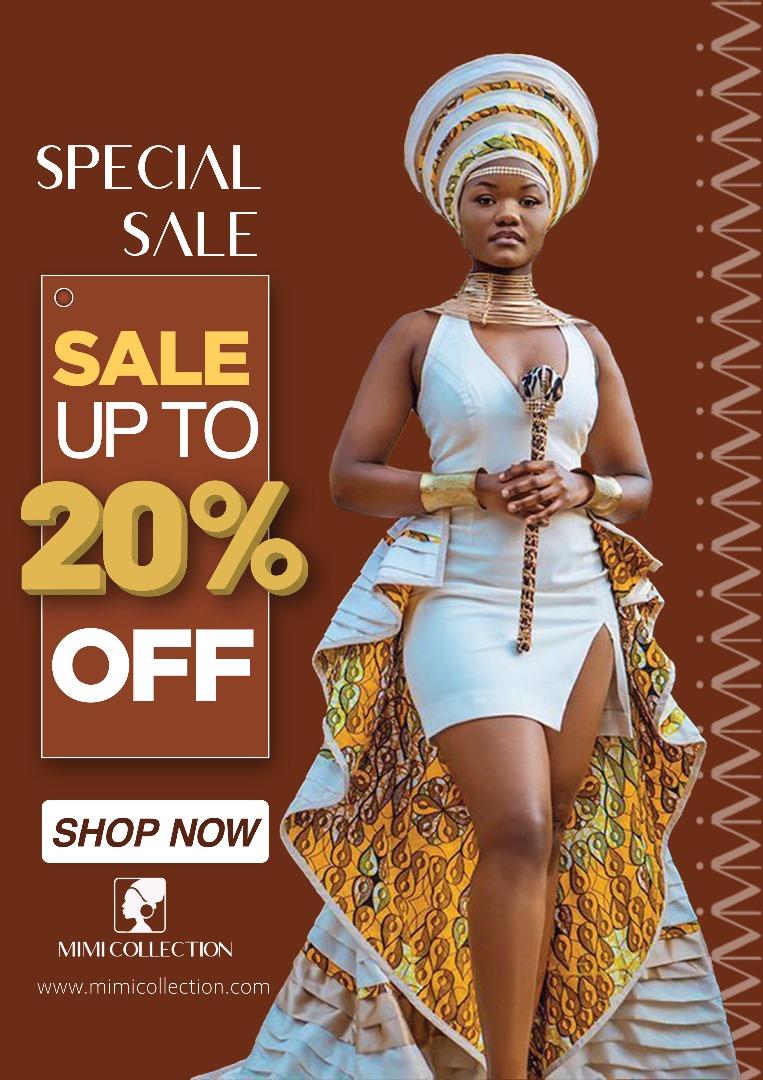 SPECIAL
SALE
SALE
UP TO
20%
OFF
SHOP NOW
MIMI COLLECTION
www.mimicollection.com